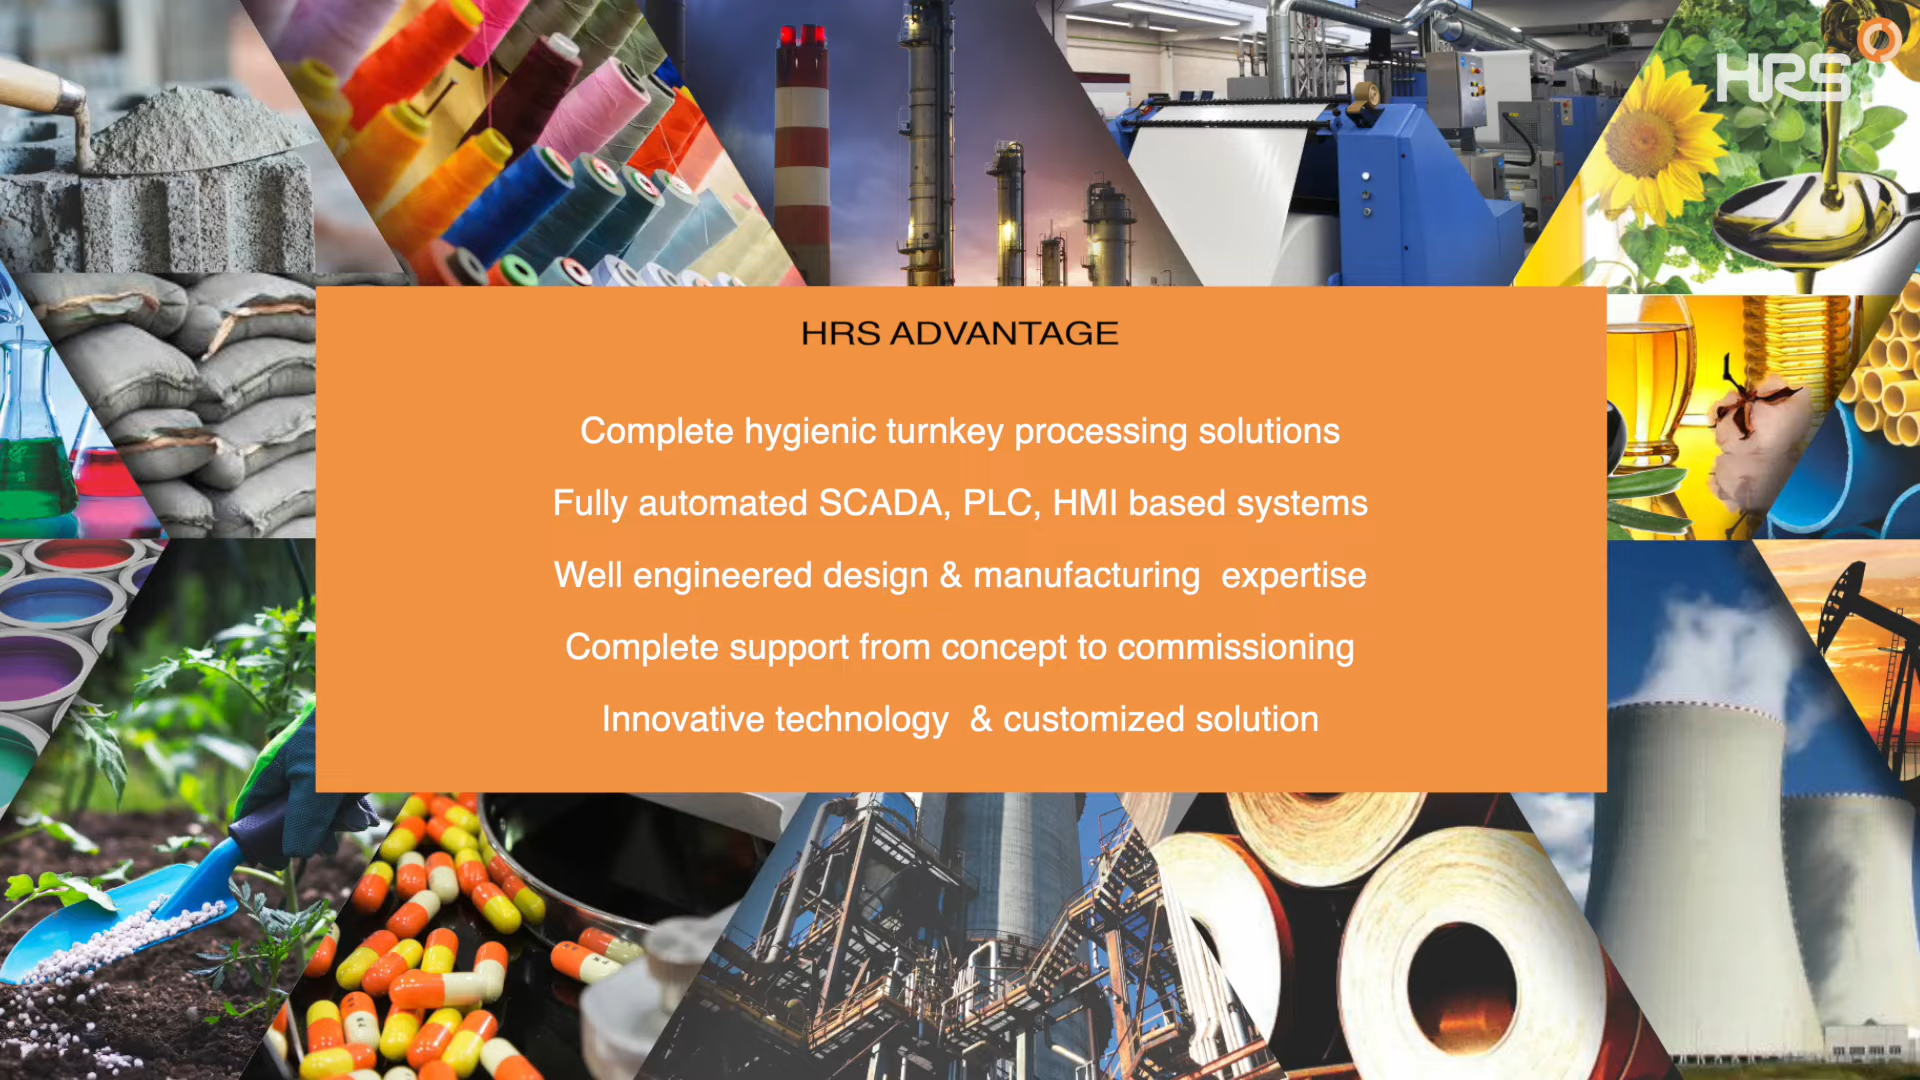 HRS
HRS ADVANTAGE
Complete hygienic turnkey processing solutions
Fully automated SCADA, PLC, HMI based systems
Well engineered design & manufacturing  expertise
Complete support from concept to commissioning
Innovative technology  & customized solution